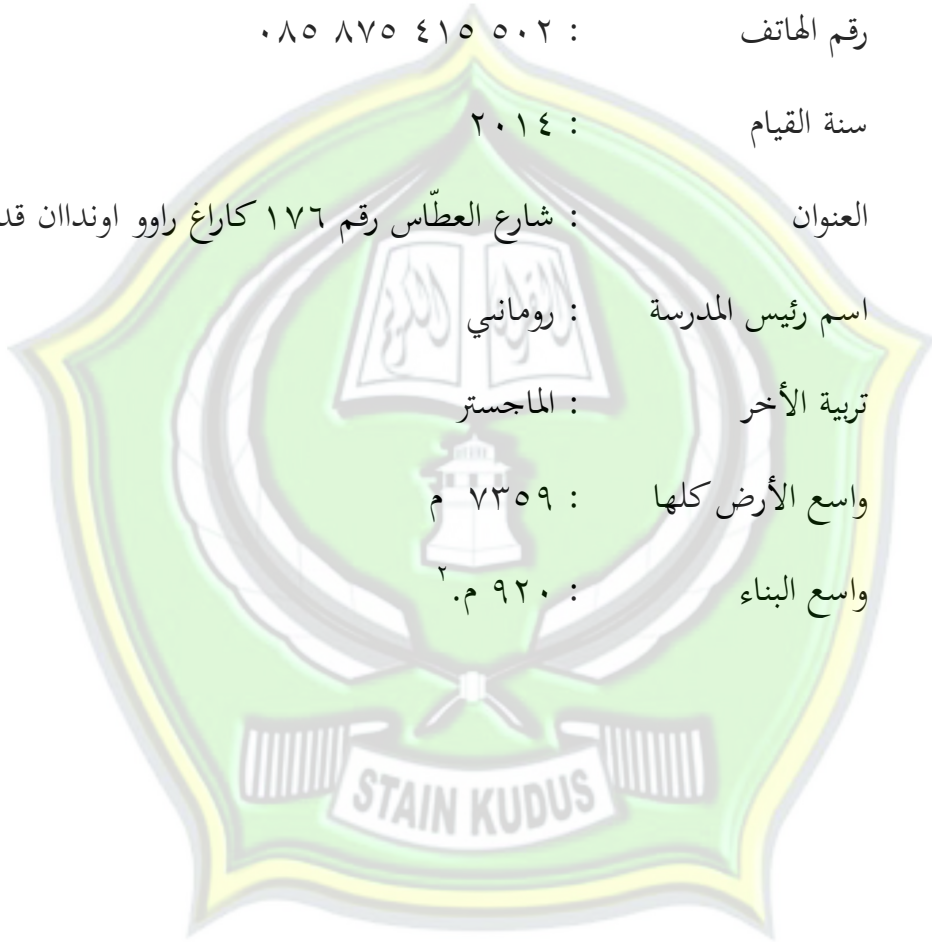 رقم الهاتف : ٠٨٥ ٨٧٥ ٤١٥ ٥٠٢
سنة القيام : ٢٠١٤
العنوان : شارع العطّاس رقم ١٧٦ كاراغ راوو اونداان قد
اسم رئيس المدرسة : رومانىي
تربية الأخر : الماجستر
واسع الأرض كلها : ٧٣٥٩ م
واسع البناء : ٩٢٠ م.٢
STAIN KUDUS